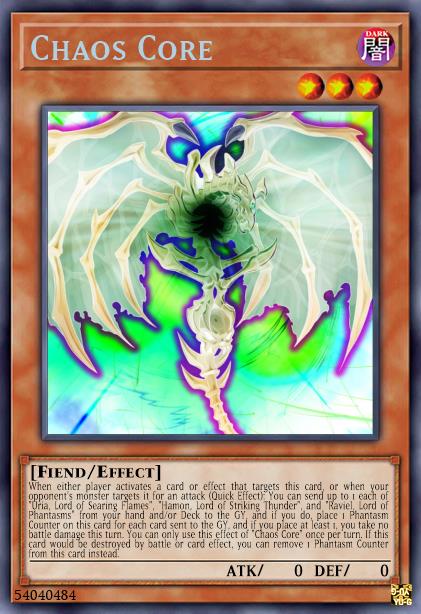 CHAOS CORE
DARK
闇
[FIEND/EFFECT]
When either player activates a card or effect that targets this card, or when your
opponent's monster targets it for an attack (Quick Effect): You can send up to 1 each of
"Uria, Lord of Searing Flames", "Hamon, Lord of Striking Thunder", and "Raviel, Lord of
Phantasms" from your hand and/or Deck to the GY, and if you do, place 1 Phantasm
Counter on this card for each card sent to the GY, and if you place at least 1, you take no
battle damage this turn. You can only use this effect of "Chaos Core" once per turn. If this
card would be destroyed by battle or card effect, you can remove 1 Phantasm Counter
from this card instead.
ATK/ 0 DEF/ 0
54040484